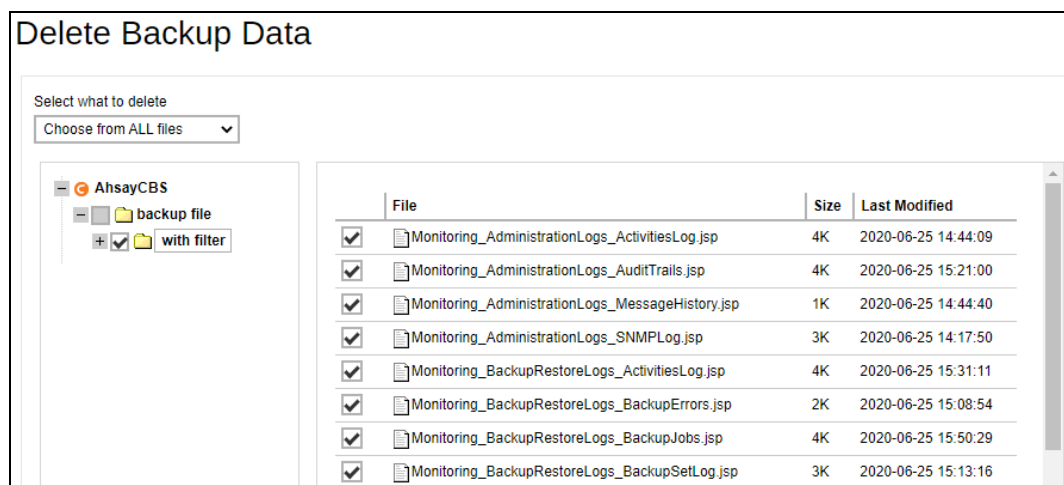 Delete Backup Data
Select what to delete
Choose from ALL files
AhsayCBS
backup file
with filter
File Size Last Modified
Monitoring_AdministrationLogs_ActivitiesLog.jsp 4K 2020-06-25 14:44:09
Monitoring_AdministrationLogs_AuditTrails.jsp 4K 2020-06-25 15:21:00
Monitoring_AdministrationLogs_MessageHistory.jsp 1K 2020-06-25 14:44:40
Monitoring_AdministrationLogs_SNMPLog.jsp 3K 2020-06-25 14:17:50
Monitoring_BackupRestoreLogs_ActivitiesLog.jsp 4K 2020-06-25 15:31:11
Monitoring_BackupRestoreLogs_BackupErrors.jsp 2K 2020-06-25 15:08:54
Monitoring_BackupRestoreLogs_BackupJobs.jsp 4K 2020-06-25 15:50:29
Monitoring_BackupRestoreLogs_BackupSetLog.jsp 3K 2020-06-25 15:13:16